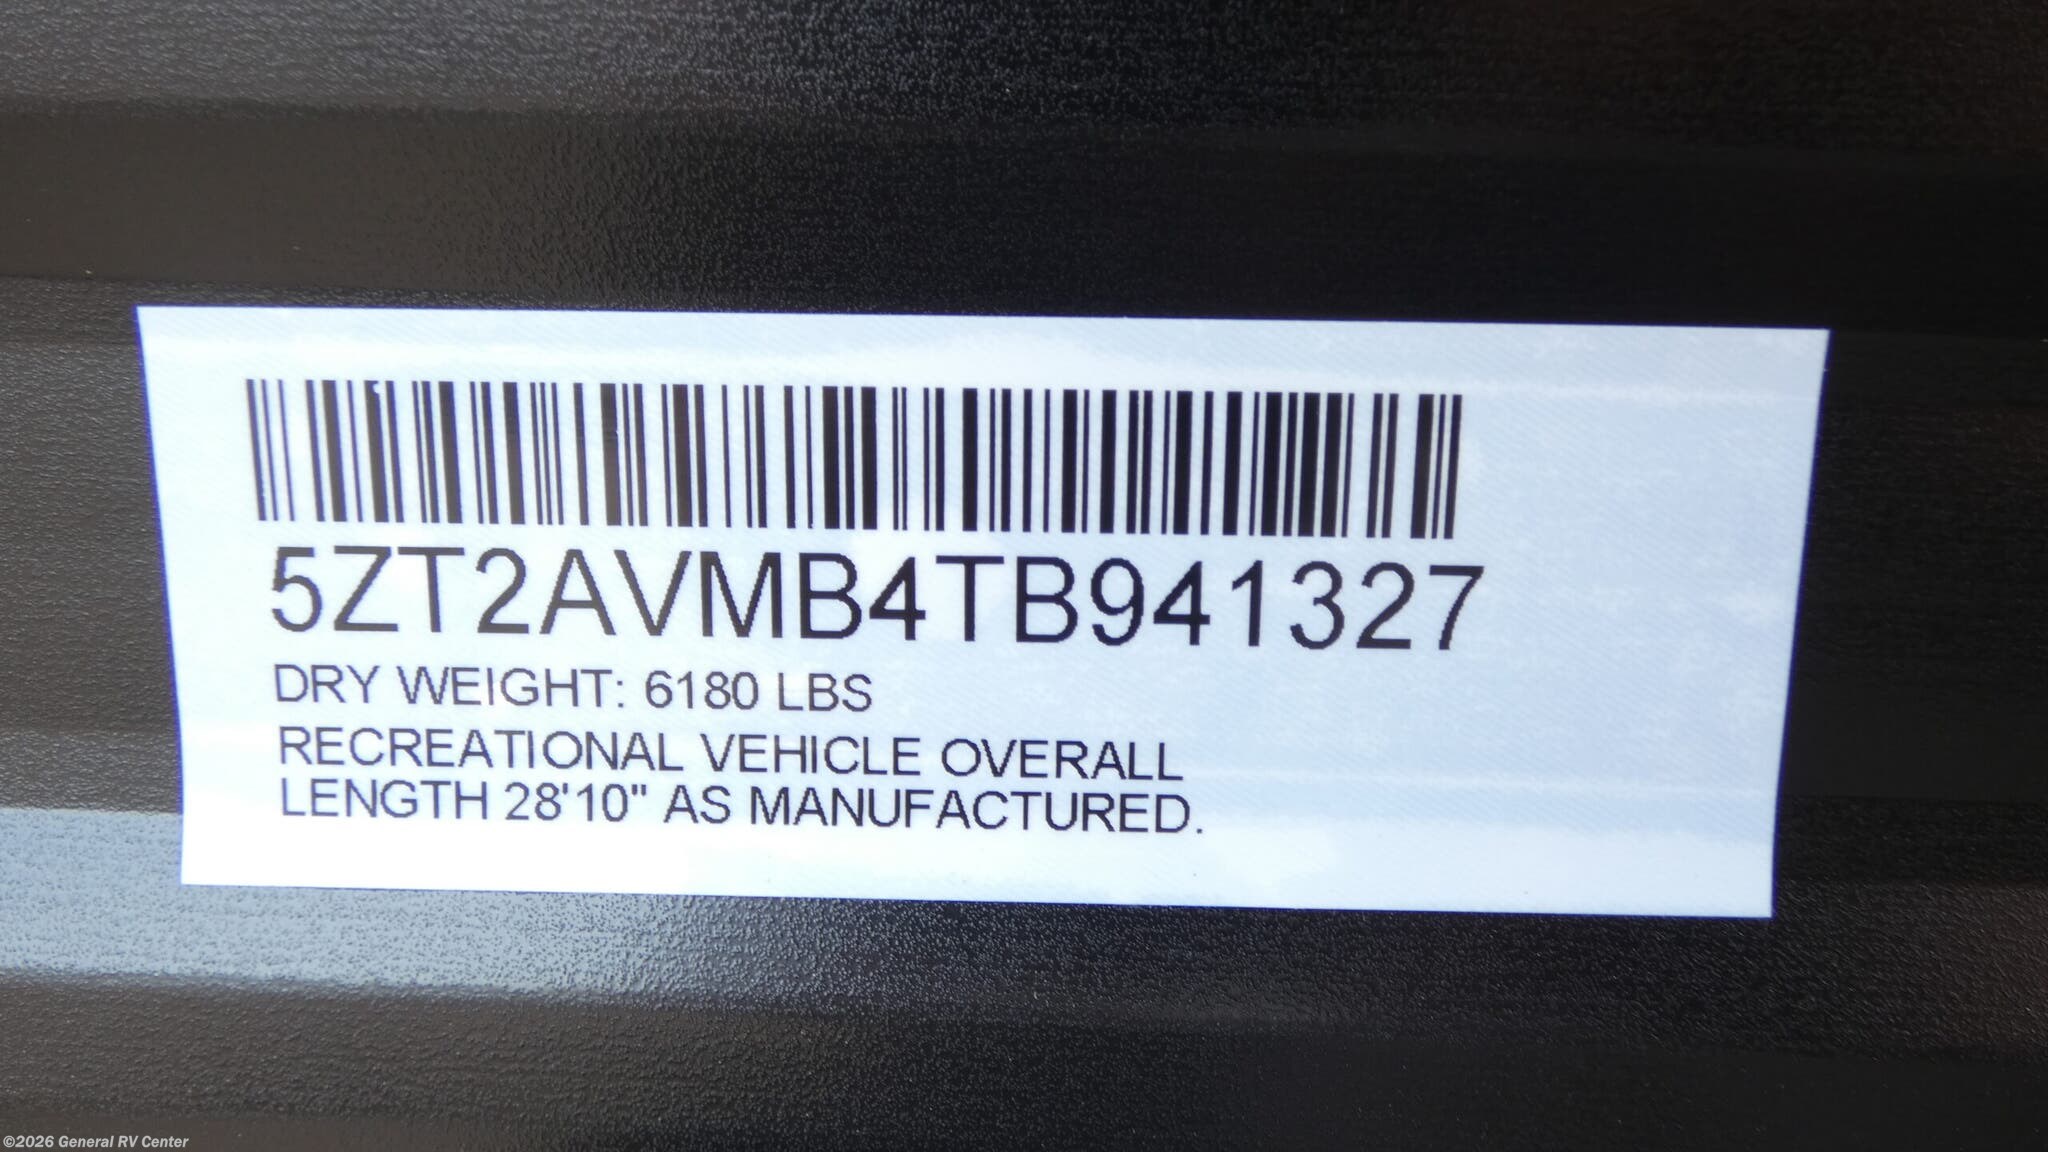 5ZT2AVMB4TB941327
DRY WEIGHT: 6180 LBS
RECREATIONAL VEHICLE OVERALL
LENGTH 28'10" AS MANUFACTURED.
©2026 General RV Center